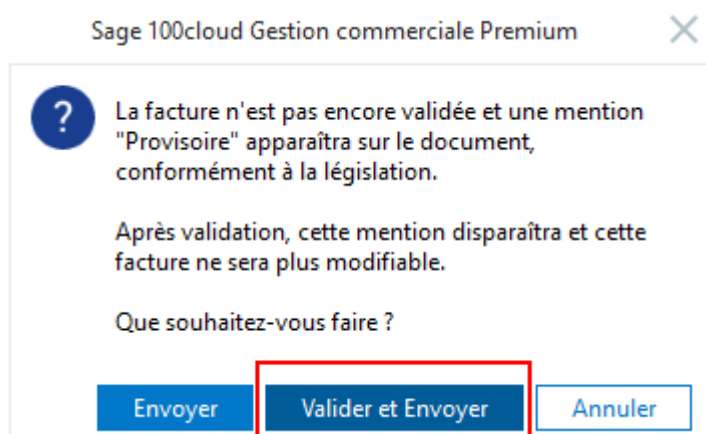 Sage 100cloud Gestion commerciale Premium
La facture n'est pas encore validée et une mention
"Provisoire" apparaîtra sur le document,
conformément à la législation.
Après validation, cette mention disparaîtra et cette
facture ne sera plus modifiable.
Que souhaitez-vous faire ?
Envoyer
Valider et Envoyer
Annuler